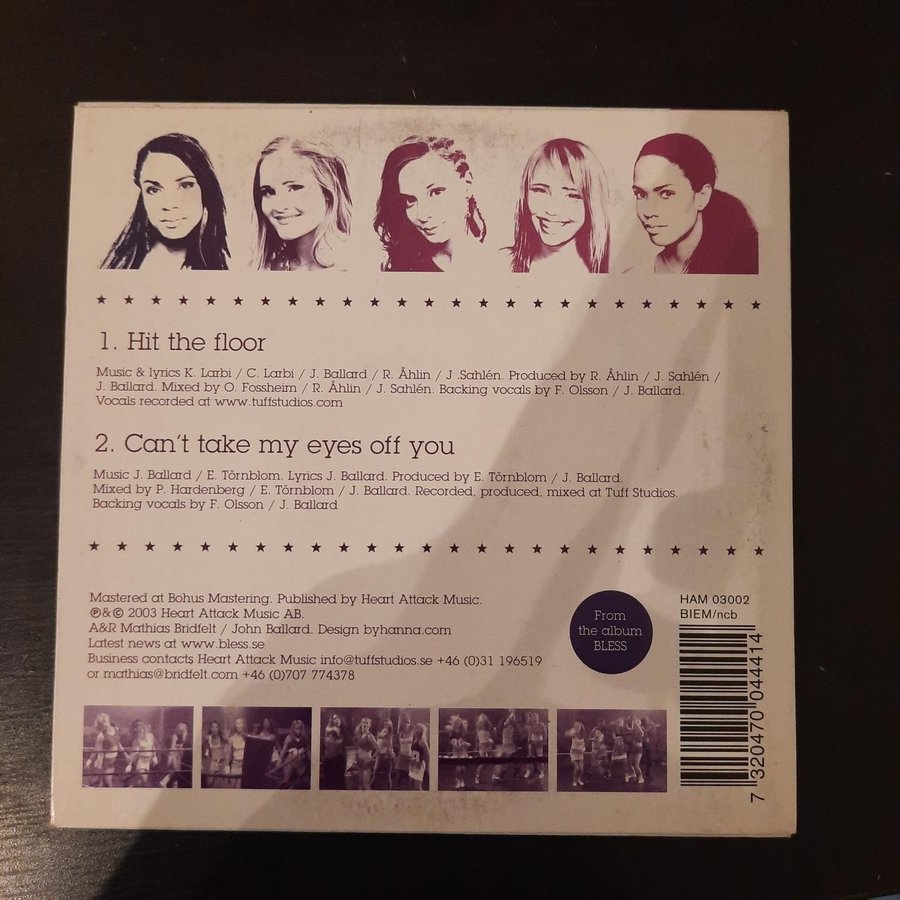 1. Hit the floor
Music & lyrics K. Larbi / C. Larbi / J. Ballard / R. Åhlin / J .Sahlén. Produced by R. Åhlin / J. Sahlén /
J. Ballard. Mixed by O. Fossheim / R. Åhlin / J. Sahlén. Backing vocals by F. Olsson / J. Ballard.
Vocals recorded at www.tuffstudios.com
2. Can't take my eyes off you
Music J. Ballard / E. Törnblom. Lyrics J. Ballard. Produced by E. Törnblom / J. Ballard.
Mixed by P. Hardenberg / E. Törnblom / J. Ballard. Recorded, produced, mixed at Tuff Studios.
Backing vocals by F. Olsson / J. Ballard
Mastered at Bohus Mastering. Published by Heart Attack Music.
℗&© 2003 Heart Attack Music AB.
A&R Mathias Bridfelt / John Ballard. Design byhanna.com
Latest news at www.bless.se
Business contacts Heart Attack Music info@tuffstudios.se +46 (0)31 196519
or mathias@bridfelt.com +46 (0)707 774378
From
the album
BLESS
HAM 03002
BIEM/ncb
7 320470 044414